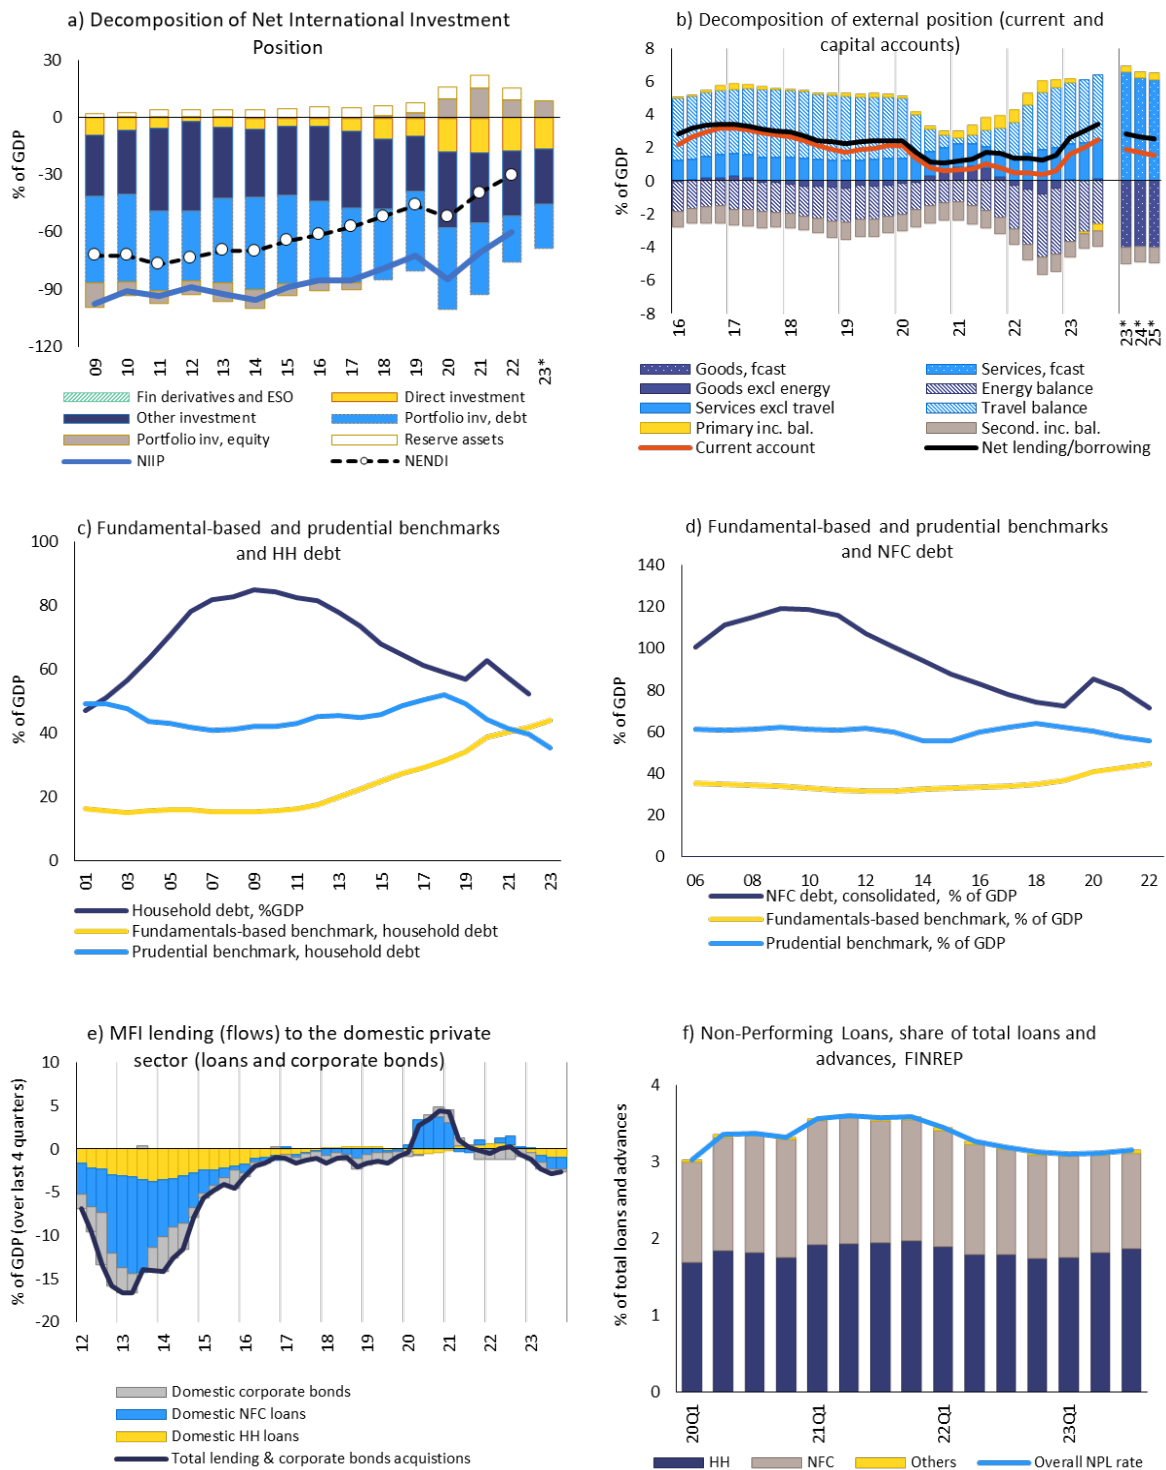 a) Decomposition of Net International Investment
Position
30
0
-30
-60
-90
-120
% of GDP
09 10 11 12 13 14 15 16 17 18 19 20 21 22 23*
Fin derivatives and ESO
Direct investment
Other investment
Portfolio inv, debt
Portfolio inv, equity
Reserve assets
NIIP
NENDI
b) Decomposition of external position (current and
capital accounts)
8
6
4
2
0
-2
-4
-6
-8
% of GDP
16 17 18 19 20 21 22 23 23* 24* 25*
Goods, fcast
Services, fcast
Goods excl energy
Energy balance
Services excl travel
Travel balance
Primary inc. bal.
Second. inc. bal.
Current account
Net lending/borrowing
c) Fundamental-based and prudential benchmarks
and HH debt
100
80
60
40
20
0
% of GDP
01 03 05 07 09 11 13 15 17 19 21 23
Household debt, %GDP
Fundamentals-based benchmark, household debt
Prudential benchmark, household debt
d) Fundamental-based and prudential benchmarks
and NFC debt
140
120
100
80
60
40
20
0
% of GDP
06 08 10 12 14 16 18 20 22
NFC debt, consolidated, % of GDP
Fundamentals-based benchmark, % of GDP
Prudential benchmark, % of GDP
e) MFI lending (flows) to the domestic private
sector (loans and corporate bonds)
10
5
0
-5
-10
-15
-20
% of GDP (over last 4 quarters)
12 13 14 15 16 17 18 19 20 21 22 23
Domestic corporate bonds
Domestic NFC loans
Domestic HH loans
Total lending & corporate bonds acquistions
f) Non-Performing Loans, share of total loans and
advances, FINREP
4
3
2
1
0
% of total loans and advances
20Q1 21Q1 22Q1 23Q1
HH NFC Others Overall NPL rate